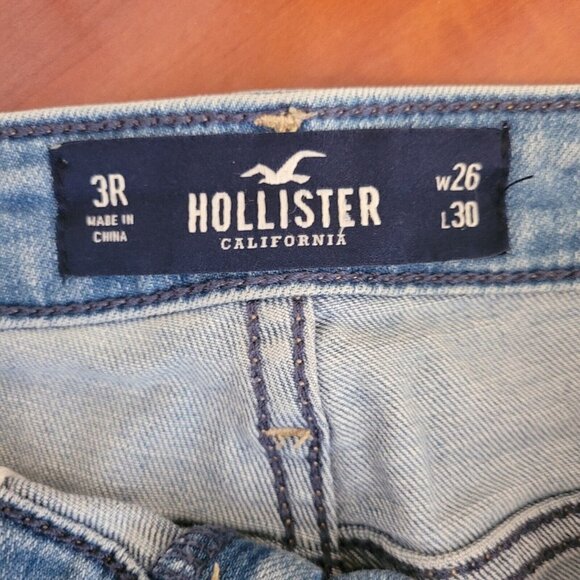 3R
MADE IN
CHINA
HOLLISTER
CALIFORNIA
W26
L30